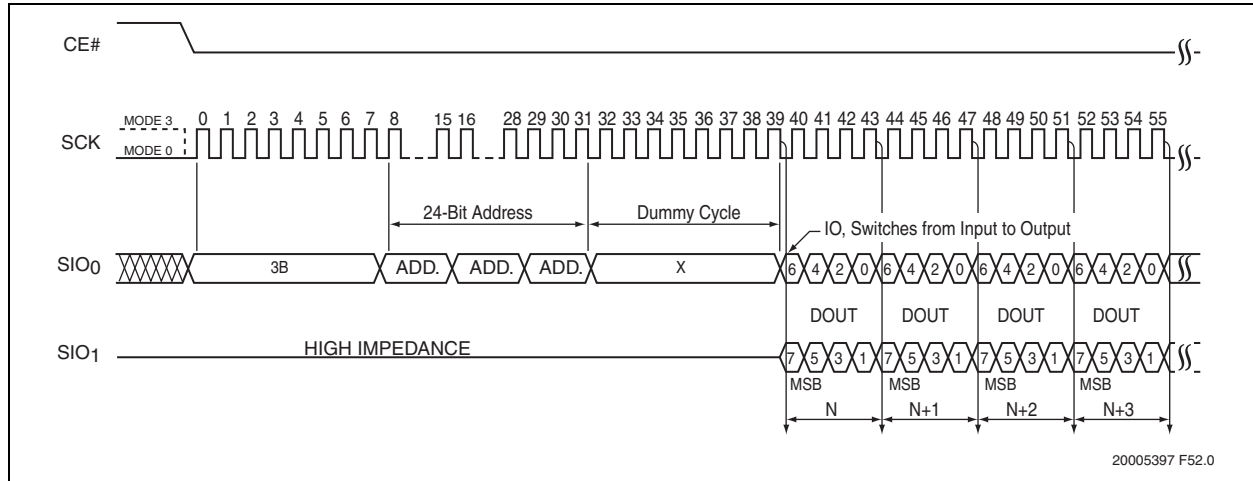 CE#
MODE 3
0 1 2 3 4 5 6 7 8 15 16 28 29 30 31 32 33 34 35 36 37 38 39 40 41 42 43 44 45 46 47 48 49 50 51 52 53 54 55
SCK
MODE 0
24-Bit Address Dummy Cycle
IO, Switches from Input to Output
SIO0 3B ADD. ADD. ADD. X 6 4 2 0 6 4 2 0 6 4 2 0 6 4 2 0
DOUT DOUT DOUT DOUT
SIO1 HIGH IMPEDANCE 7 5 3 1 7 5 3 1 7 5 3 1 7 5 3 1
MSB MSB MSB MSB
N N+1 N+2 N+3
20005397 F52.0